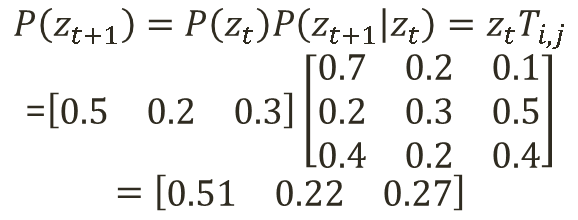 P(z_{t+1}) = P(z_t)P(z_{t+1}|z_t) = z_t T_{i,j}
=[0.5 0.2 0.3] [0.7 0.2 0.1
0.2 0.3 0.5
0.4 0.2 0.4]
= [0.51 0.22 0.27]